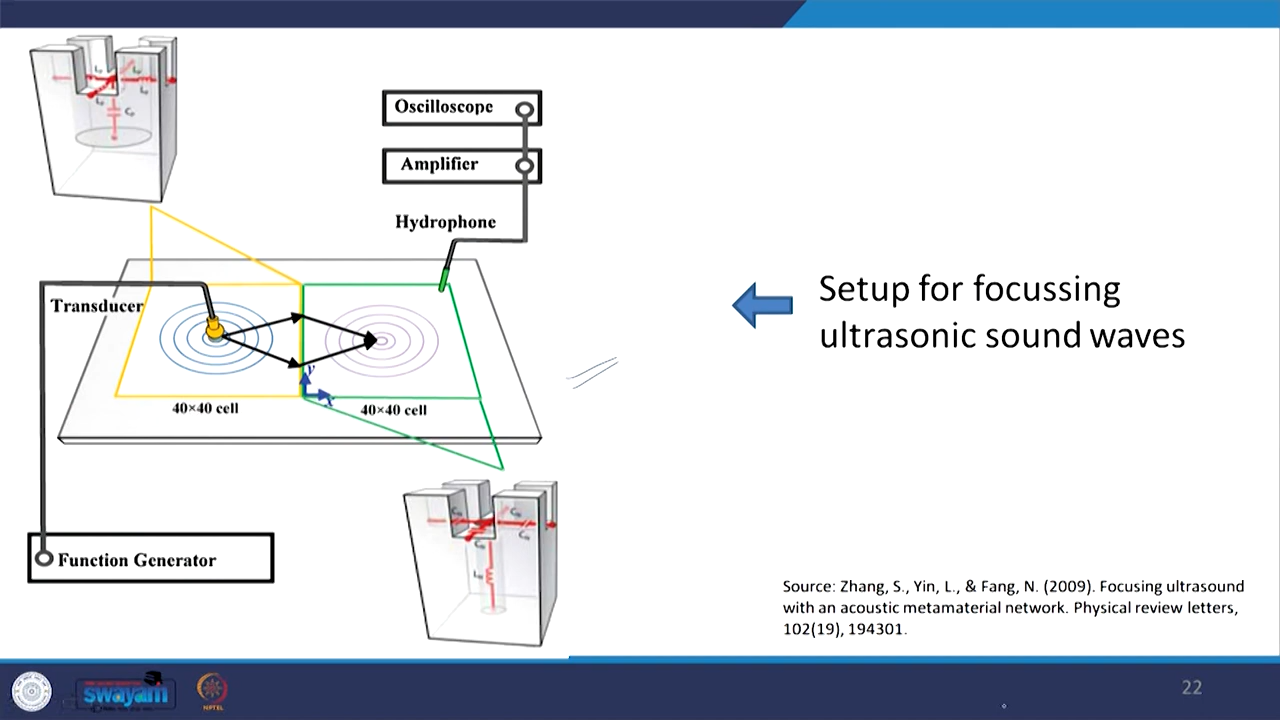 Oscilloscope
Amplifier
Hydrophone
Transducer
y
x
40×40 cell
40×40 cell
Function Generator
Setup for focussing
ultrasonic sound waves
Source: Zhang, S., Yin, L., & Fang, N. (2009). Focusing ultrasound
with an acoustic metamaterial network. Physical review letters,
102(19), 194301.
swayam
NPTEL
22